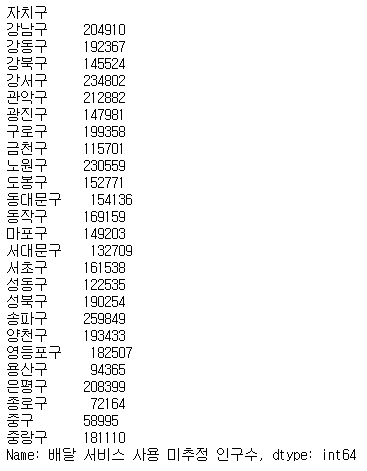 자치구
강남구 204910
강동구 192367
강북구 145524
강서구 234802
관악구 212882
광진구 147981
구로구 199358
금천구 115701
노원구 230559
도봉구 152771
동대문구 154136
동작구 169159
마포구 149203
서대문구 132709
서초구 161538
성동구 122535
성북구 190254
송파구 259849
양천구 193433
영등포구 182507
용산구 94365
은평구 208399
종로구 72164
중구 58995
중랑구 181110
Name: 배달 서비스 사용 미추정 인구수, dtype: int64